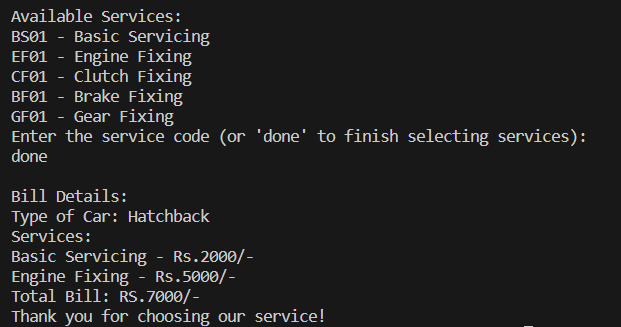 Available Services:
BS01 - Basic Servicing
EF01 - Engine Fixing
CF01 - Clutch Fixing
BF01 - Brake Fixing
GF01 - Gear Fixing
Enter the service code (or 'done' to finish selecting services):
done
Bill Details:
Type of Car: Hatchback
Services:
Basic Servicing - Rs.2000/-
Engine Fixing - Rs.5000/-
Total Bill: RS.7000/-
Thank you for choosing our service!